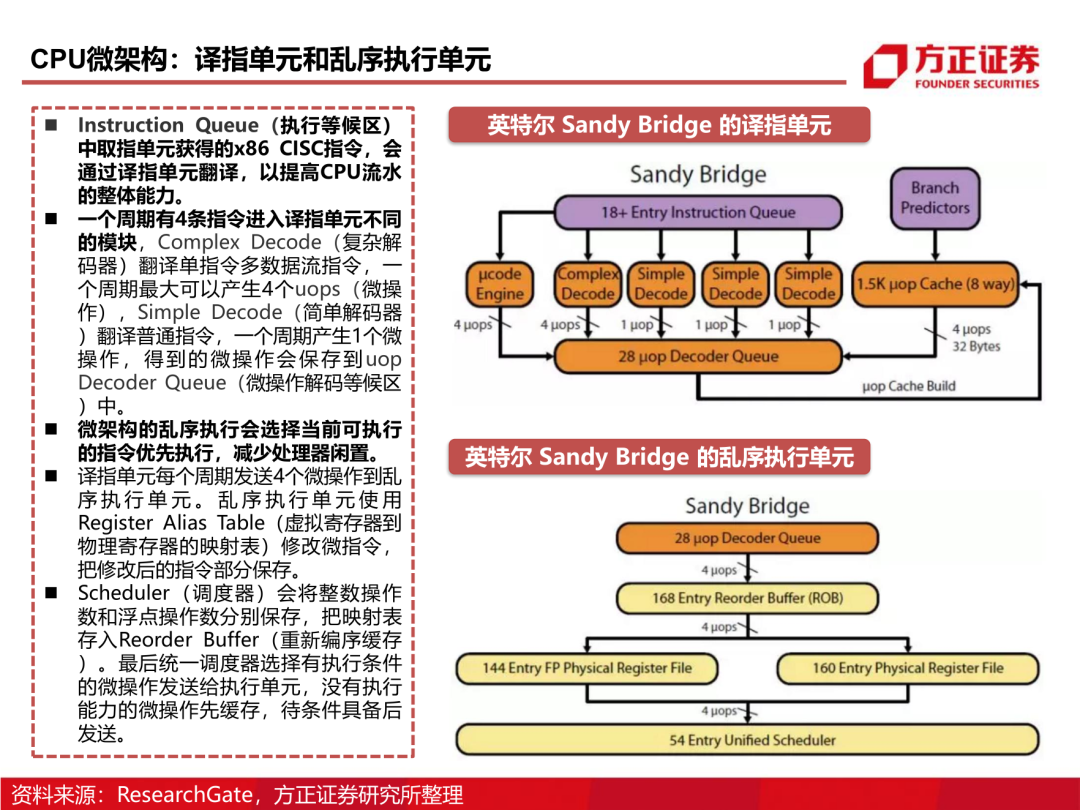 CPU微架构：译指单元和乱序执行单元
方正证券
FOUNDER SECURITIES
■ Instruction Queue（执行等候区）
中取指单元获得的x86 CISC指令，会
通过译指单元翻译，以提高CPU流水
的整体能力。
■ 一个周期有4条指令进入译指单元不同
的模块，Complex Decode（复杂解
码器）翻译单指令多数据流指令，一
个周期最大可以产生4个uops（微操
作），Simple Decode（简单解码器
）翻译普通指令，一个周期产生1个微
操作，得到的微操作会保存到uop
Decoder Queue（微操作解码等候区
）中。
■ 微架构的乱序执行会选择当前可执行
的指令优先执行，减少处理器闲置。
■ 译指单元每个周期发送4个微操作到乱
序执行单元。乱序执行单元使用
Register Alias Table（虚拟寄存器到
物理寄存器的映射表）修改微指令，
把修改后的指令部分保存。
■ Scheduler（调度器）会将整数操作
数和浮点操作数分别保存，把映射表
存入Reorder Buffer（重新编序缓存
）。最后统一调度器选择有执行条件
的微操作发送给执行单元，没有执行
能力的微操作先缓存，待条件具备后
发送。
英特尔 Sandy Bridge 的译指单元
Sandy Bridge
18+ Entry Instruction Queue
Branch
Predictors
µcode
Engine
Complex
Decode
Simple
Decode
Simple
Decode
Simple
Decode
1.5K µop Cache (8 way)
4 µops
4 µops
1 µop
1 µop
1 µop
4 µops
32 Bytes
28 µop Decoder Queue
µop Cache Build
英特尔 Sandy Bridge 的乱序执行单元
Sandy Bridge
28 µop Decoder Queue
4 µops
168 Entry Reorder Buffer (ROB)
4 µops
144 Entry FP Physical Register File
160 Entry Physical Register File
4 µops
54 Entry Unified Scheduler
资料来源：ResearchGate，方正证券研究所整理